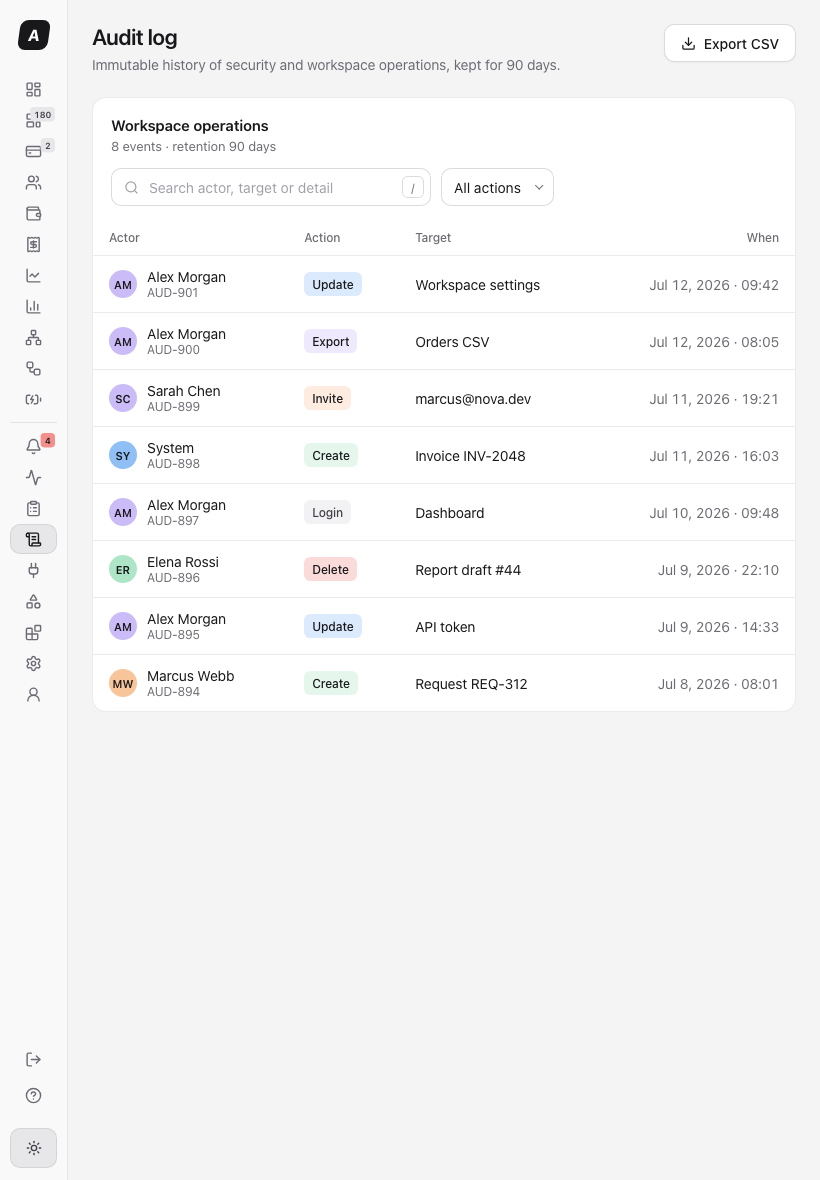 A
Audit log
Immutable history of security and workspace operations, kept for 90 days.
Export CSV
180
2
4
Workspace operations
8 events · retention 90 days
Search actor, target or detail
/
All actions
Actor Action Target When
AM Alex Morgan AUD-901 Update Workspace settings Jul 12, 2026 · 09:42
AM Alex Morgan AUD-900 Export Orders CSV Jul 12, 2026 · 08:05
SC Sarah Chen AUD-899 Invite marcus@nova.dev Jul 11, 2026 · 19:21
SY System AUD-898 Create Invoice INV-2048 Jul 11, 2026 · 16:03
AM Alex Morgan AUD-897 Login Dashboard Jul 10, 2026 · 09:48
ER Elena Rossi AUD-896 Delete Report draft #44 Jul 9, 2026 · 22:10
AM Alex Morgan AUD-895 Update API token Jul 9, 2026 · 14:33
MW Marcus Webb AUD-894 Create Request REQ-312 Jul 8, 2026 · 08:01